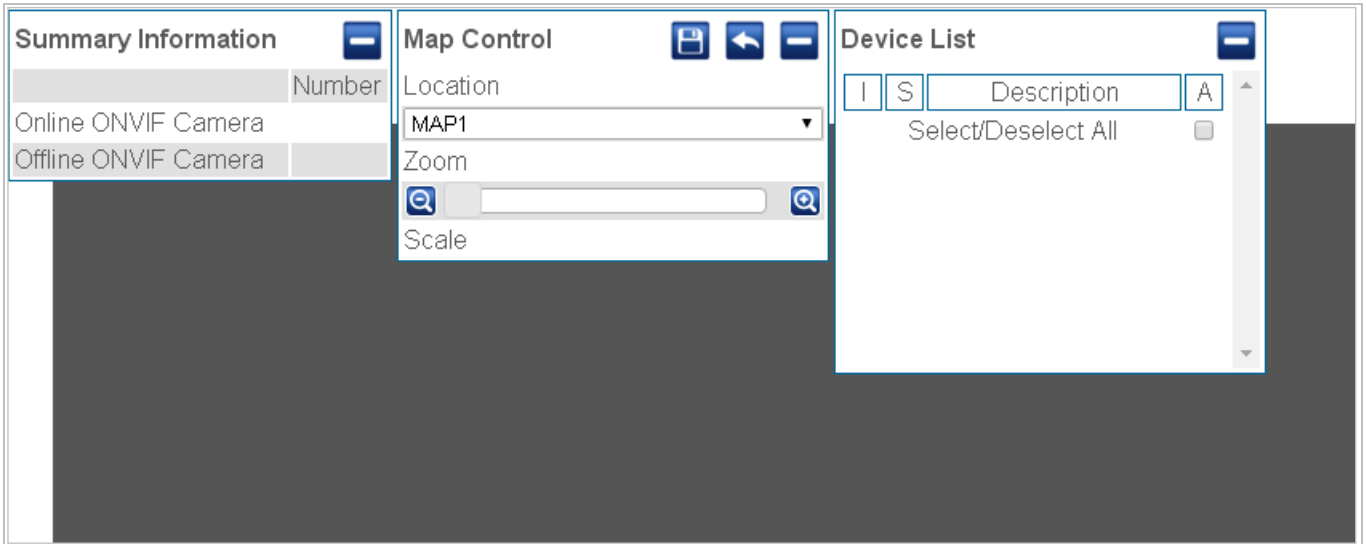 Summary Information
Number
Online ONVIF Camera
Offline ONVIF Camera
Map Control
Location
MAP1
Zoom
Scale
Device List
I S Description A
Select/Deselect All